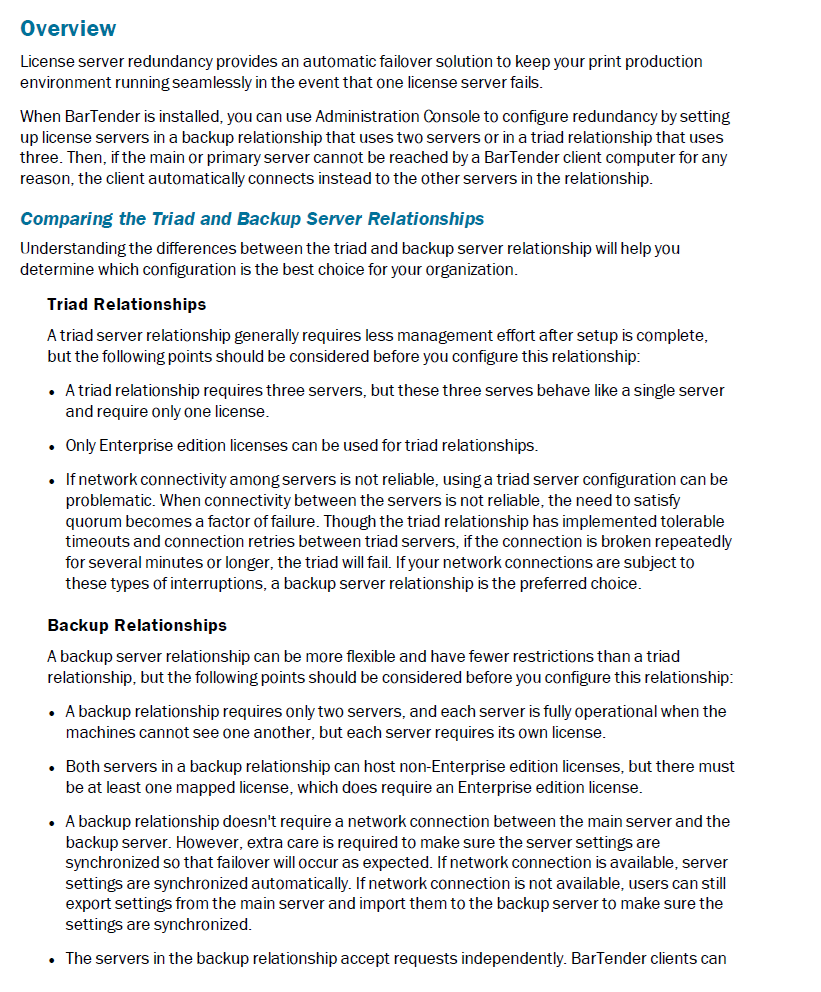 Overview
License server redundancy provides an automatic failover solution to keep your print production
environment running seamlessly in the event that one license server fails.
When BarTender is installed, you can use Administration Console to configure redundancy by setting
up license servers in a backup relationship that uses two servers or in a triad relationship that uses
three. Then, if the main or primary server cannot be reached by a BarTender client computer for any
reason, the client automatically connects instead to the other servers in the relationship.
Comparing the Triad and Backup Server Relationships
Understanding the differences between the triad and backup server relationship will help you
determine which configuration is the best choice for your organization.
Triad Relationships
A triad server relationship generally requires less management effort after setup is complete,
but the following points should be considered before you configure this relationship:
• A triad relationship requires three servers, but these three serves behave like a single server
and require only one license.
• Only Enterprise edition licenses can be used for triad relationships.
• If network connectivity among servers is not reliable, using a triad server configuration can be
problematic. When connectivity between the servers is not reliable, the need to satisfy
quorum becomes a factor of failure. Though the triad relationship has implemented tolerable
timeouts and connection retries between triad servers, if the connection is broken repeatedly
for several minutes or longer, the triad will fail. If your network connections are subject to
these types of interruptions, a backup server relationship is the preferred choice.
Backup Relationships
A backup server relationship can be more flexible and have fewer restrictions than a triad
relationship, but the following points should be considered before you configure this relationship:
• A backup relationship requires only two servers, and each server is fully operational when the
machines cannot see one another, but each server requires its own license.
• Both servers in a backup relationship can host non-Enterprise edition licenses, but there must
be at least one mapped license, which does require an Enterprise edition license.
• A backup relationship doesn't require a network connection between the main server and the
backup server. However, extra care is required to make sure the server settings are
synchronized so that failover will occur as expected. If network connection is available, server
settings are synchronized automatically. If network connection is not available, users can still
export settings from the main server and import them to the backup server to make sure the
settings are synchronized.
• The servers in the backup relationship accept requests independently. BarTender clients can